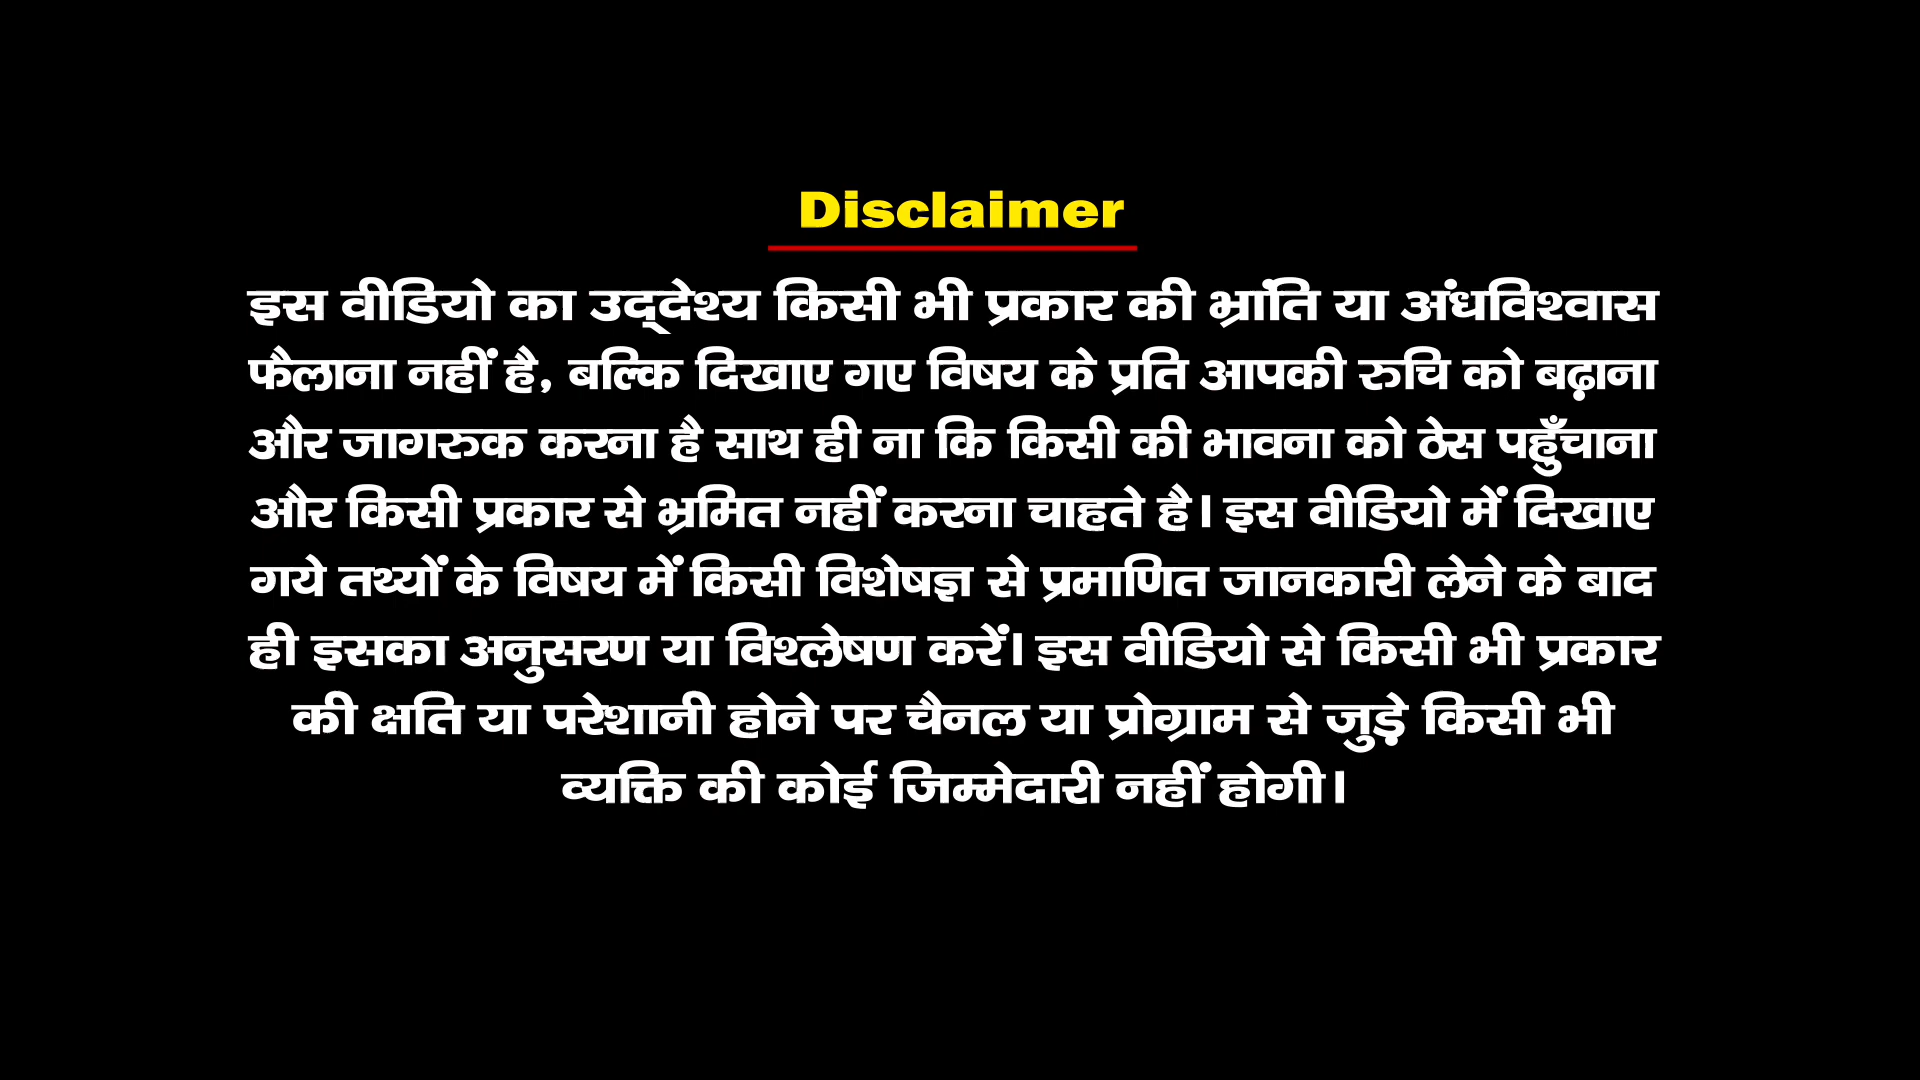 Disclaimer
इस वीडियो का उद्‌देश्य किसी भी प्रकार की भ्रांति या अंधविश्वास
फैलाना नहीं है, बल्कि दिखाए गए विषय के प्रति आपकी रुचि को बढ़ाना
और जागरुक करना है साथ ही ना कि किसी की भावना को ठेस पहुँचाना
और किसी प्रकार से भ्रमित नहीं करना चाहते है। इस वीडियो में दिखाए
गये तथ्यों के विषय में किसी विशेषज्ञ से प्रमाणित जानकारी लेने के बाद
ही इसका अनुसरण या विश्लेषण करें। इस वीडियो से किसी भी प्रकार
की क्षति या परेशानी होने पर चैनल या प्रोग्राम से जुड़े किसी भी
व्यक्ति की कोई जिम्मेदारी नहीं होगी।